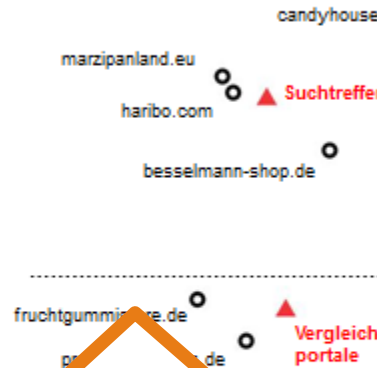 candyhouse
marzipanland.eu
Suchtreffer
haribo.com
besselmann-shop.de
Vergleich
portale